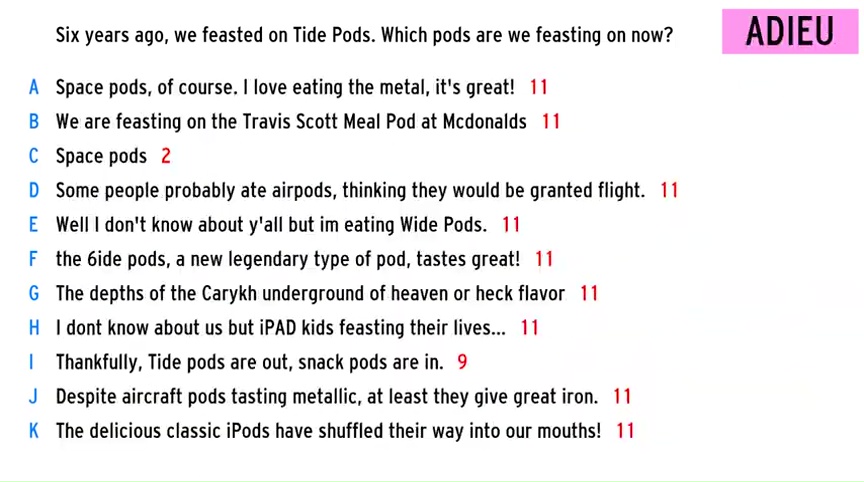 Six years ago, we feasted on Tide Pods. Which pods are we feasting on now?
ADIEU
A Space pods, of course. I love eating the metal, it's great! 11
B We are feasting on the Travis Scott Meal Pod at Mcdonalds 11
C Space pods 2
D Some people probably ate airpods, thinking they would be granted flight. 11
E Well I don't know about y'all but im eating Wide Pods. 11
F the 6ide pods, a new legendary type of pod, tastes great! 11
G The depths of the Carykh underground of heaven or heck flavor 11
H I dont know about us but iPAD kids feasting their lives... 11
I Thankfully, Tide pods are out, snack pods are in. 9
J Despite aircraft pods tasting metallic, at least they give great iron. 11
K The delicious classic iPods have shuffled their way into our mouths! 11